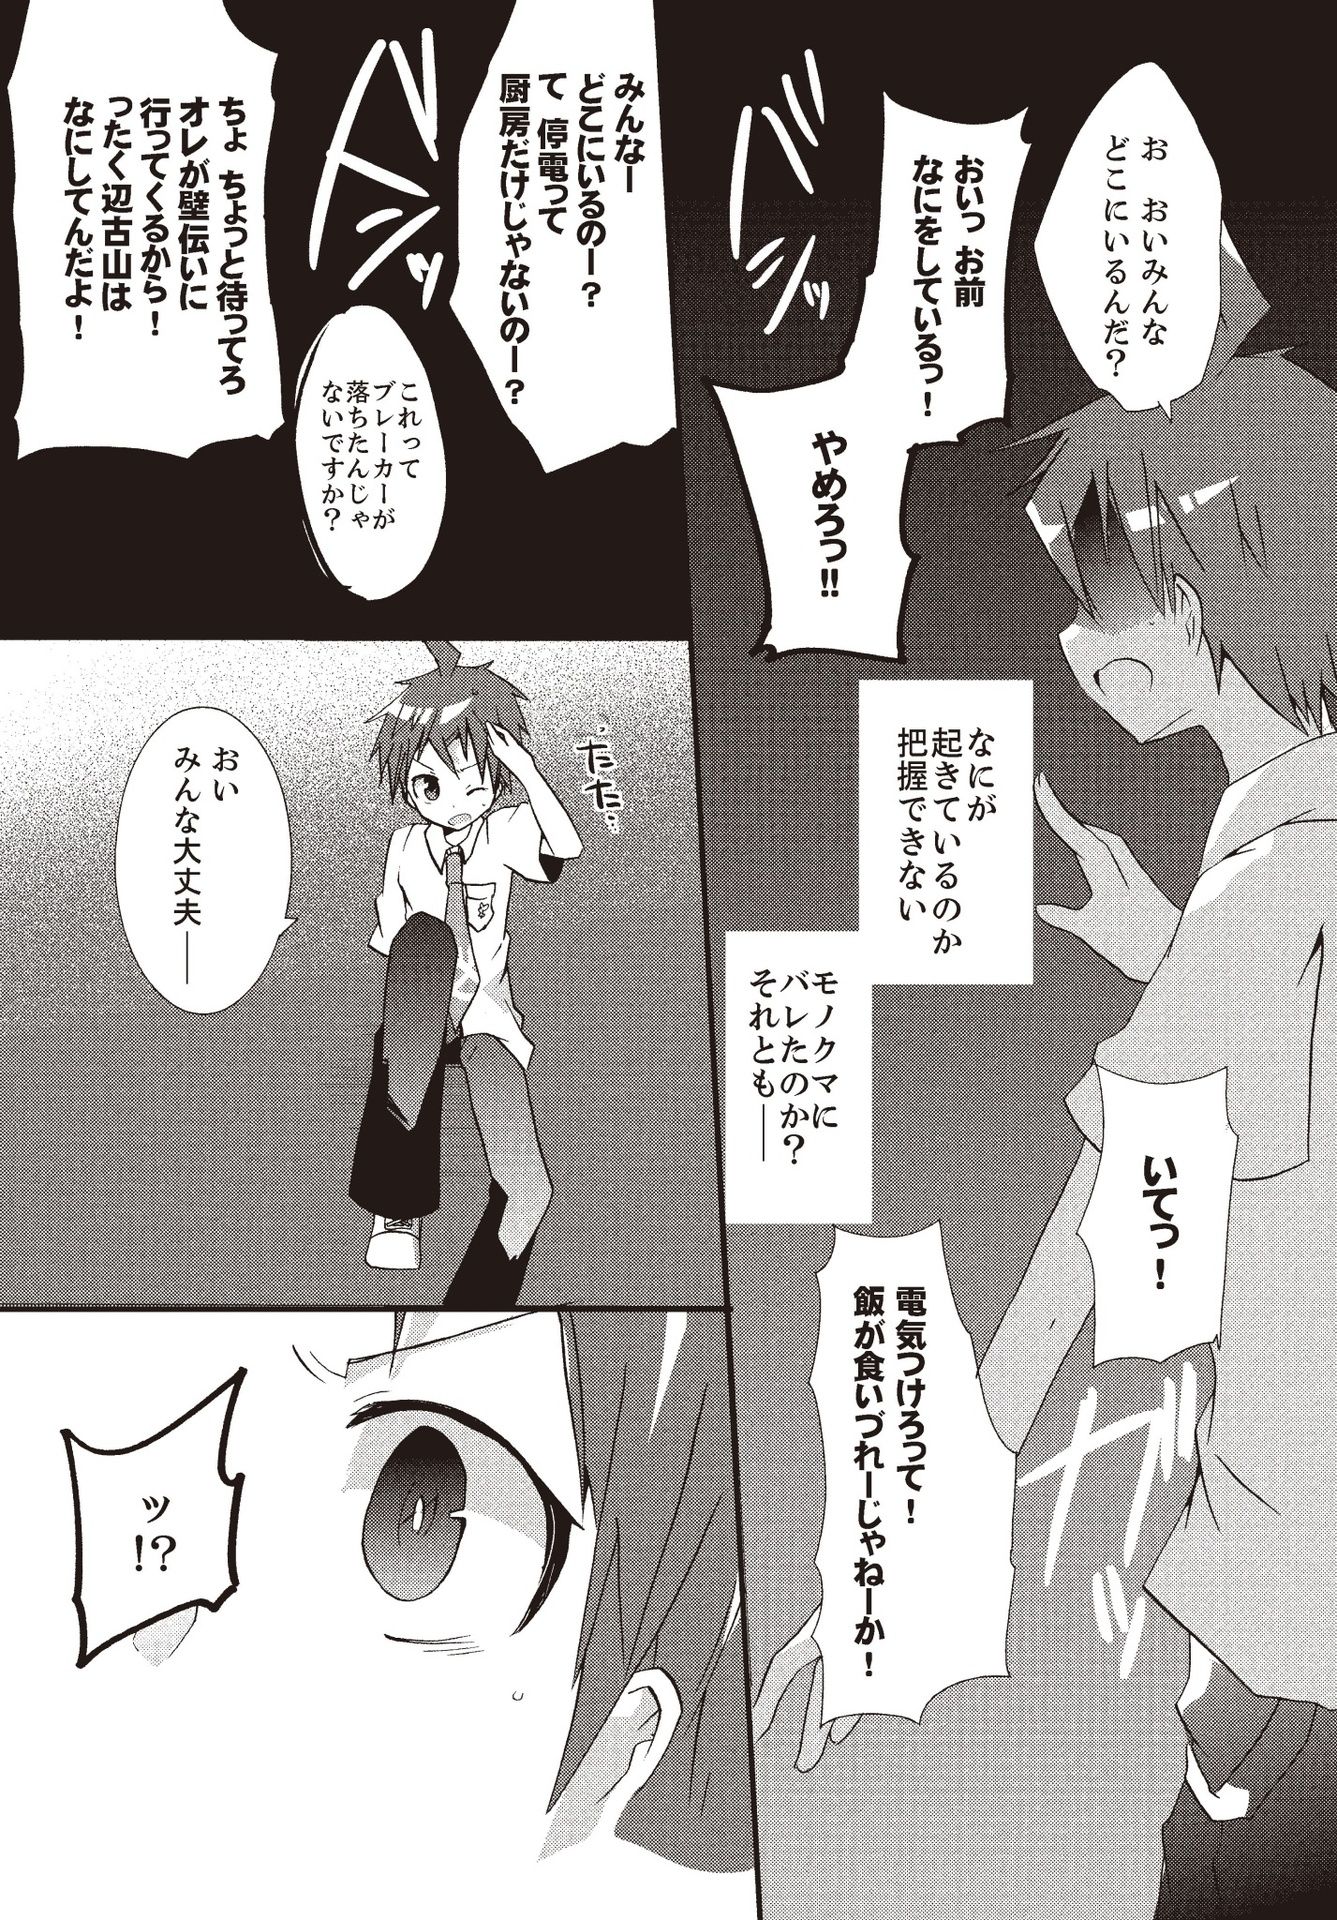 お　おいみんな
どこにいるんだ？
おいっ お前
なにをしているっ！
やめろっ!!
なにが
起きているのか
把握できない
モノクマに
バレたのか？
それとも――
いてっ！
電気つけろって！
飯が食いづれーじゃねーか！
みんなー
どこにいるのー？
て 停電って
厨房だけじゃないのー？
これって
ブレーカーが
落ちたんじゃ
ないですか？
ちょ ちょっと待ってろ
オレが壁伝いに
行ってくるから！
ったく辺古山は
なにしてんだよ！
たた…
おい
みんな大丈夫――
ッ
!?